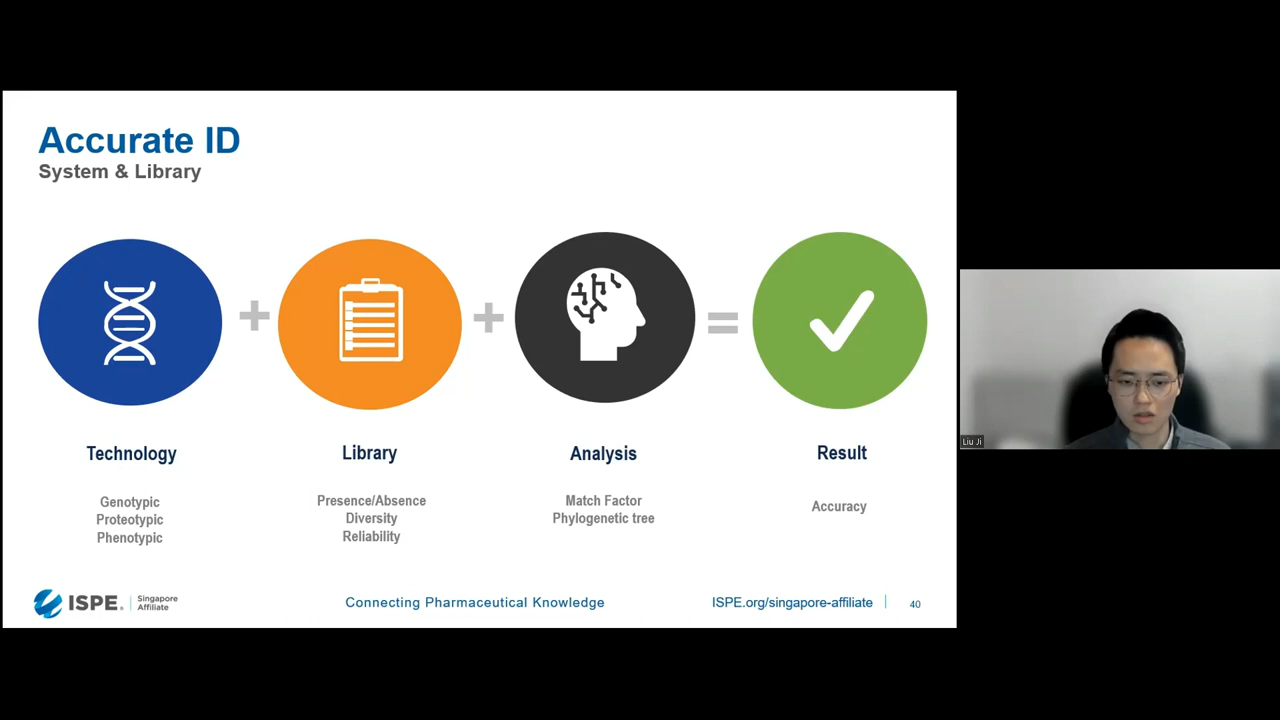 Accurate ID
System & Library
Technology
Library
Analysis
Result
Genotypic
Proteotypic
Phenotypic
Presence/Absence
Diversity
Reliability
Match Factor
Phylogenetic tree
Accuracy
ISPE.
Singapore
Affiliate
Connecting Pharmaceutical Knowledge
ISPE.org/singapore-affiliate
40
Liu Ji